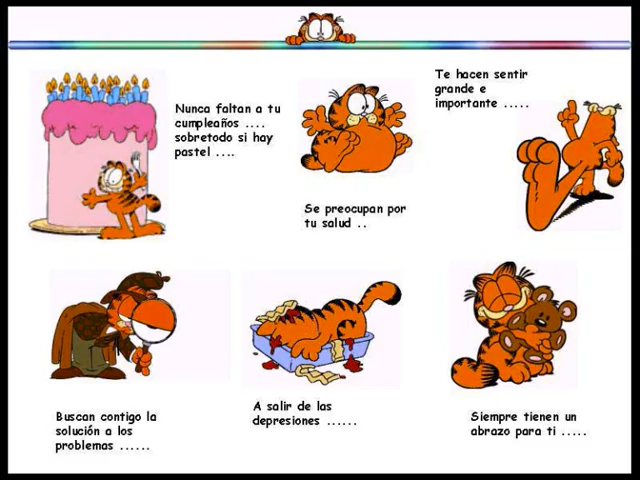 Nunca faltan a tu
cumpleaños ....
sobretodo si hay
pastel ....
Se preocupan por
tu salud ..
Te hacen sentir
grande e
importante .....
Buscan contigo la
solución a los
problemas ......
A salir de las
depresiones ......
Siempre tienen un
abrazo para ti .....